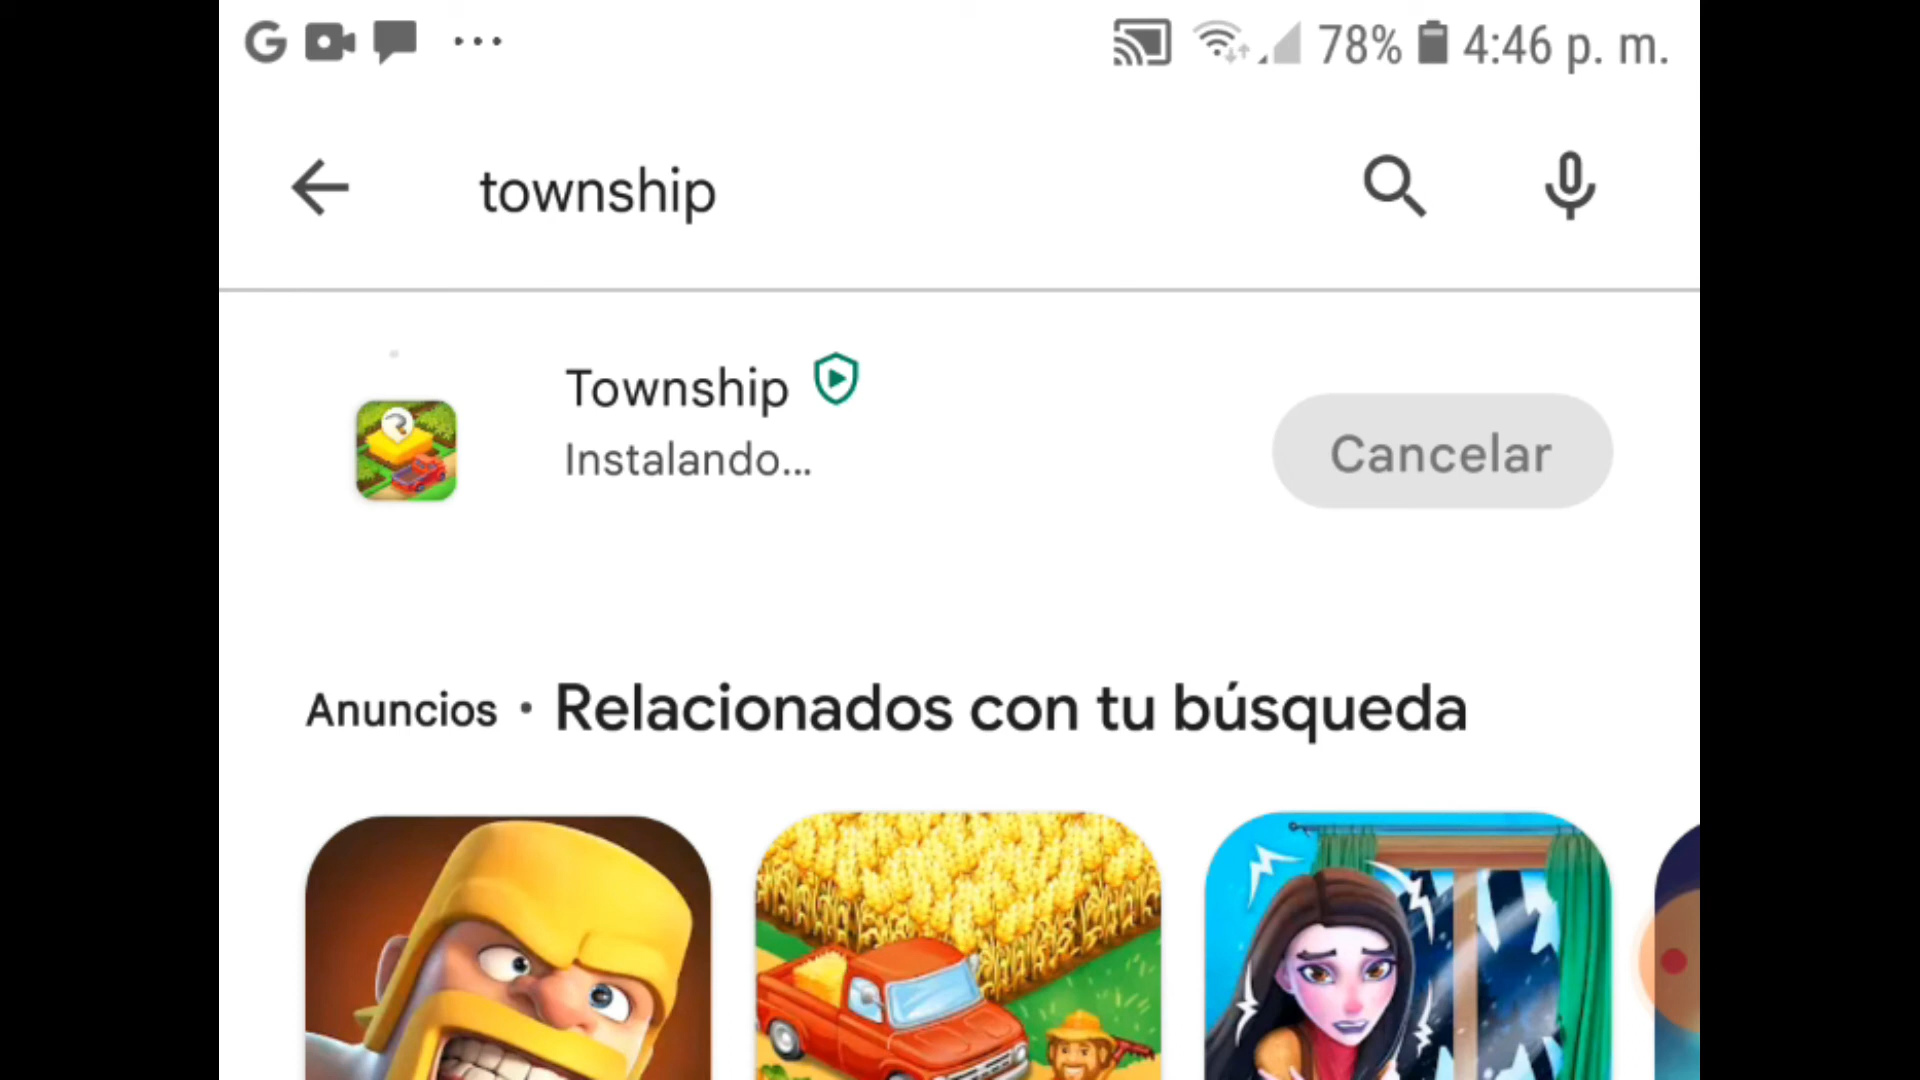 G 78% 4:46 p. m.
township
Township
Instalando...
Cancelar
Anuncios • Relacionados con tu búsqueda